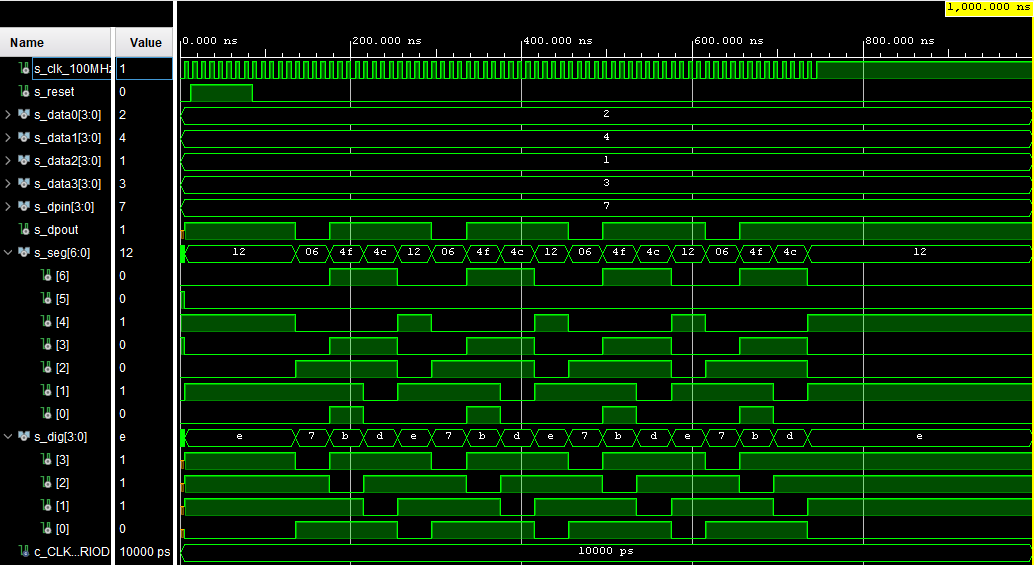 1,000.000 ns
Name Value 0.000 ns 200.000 ns 400.000 ns 600.000 ns 800.000 ns
s_clk_100MHz 1
s_reset 0
s_data0[3:0] 2 2
s_data1[3:0] 4 4
s_data2[3:0] 1 1
s_data3[3:0] 3 3
s_dpin[3:0] 7 7
s_dpout 1
s_seg[6:0] 12 12 06 4f 4c 12 06 4f 4c 12 06 4f 4c 12 06 4f 4c 12
[6] 0
[5] 0
[4] 1
[3] 0
[2] 0
[1] 1
[0] 0
s_dig[3:0] e e 7 b d e 7 b d e 7 b d e 7 b d e
[3] 1
[2] 1
[1] 1
[0] 0
c_CLK...RIOD 10000 ps 10000 ps